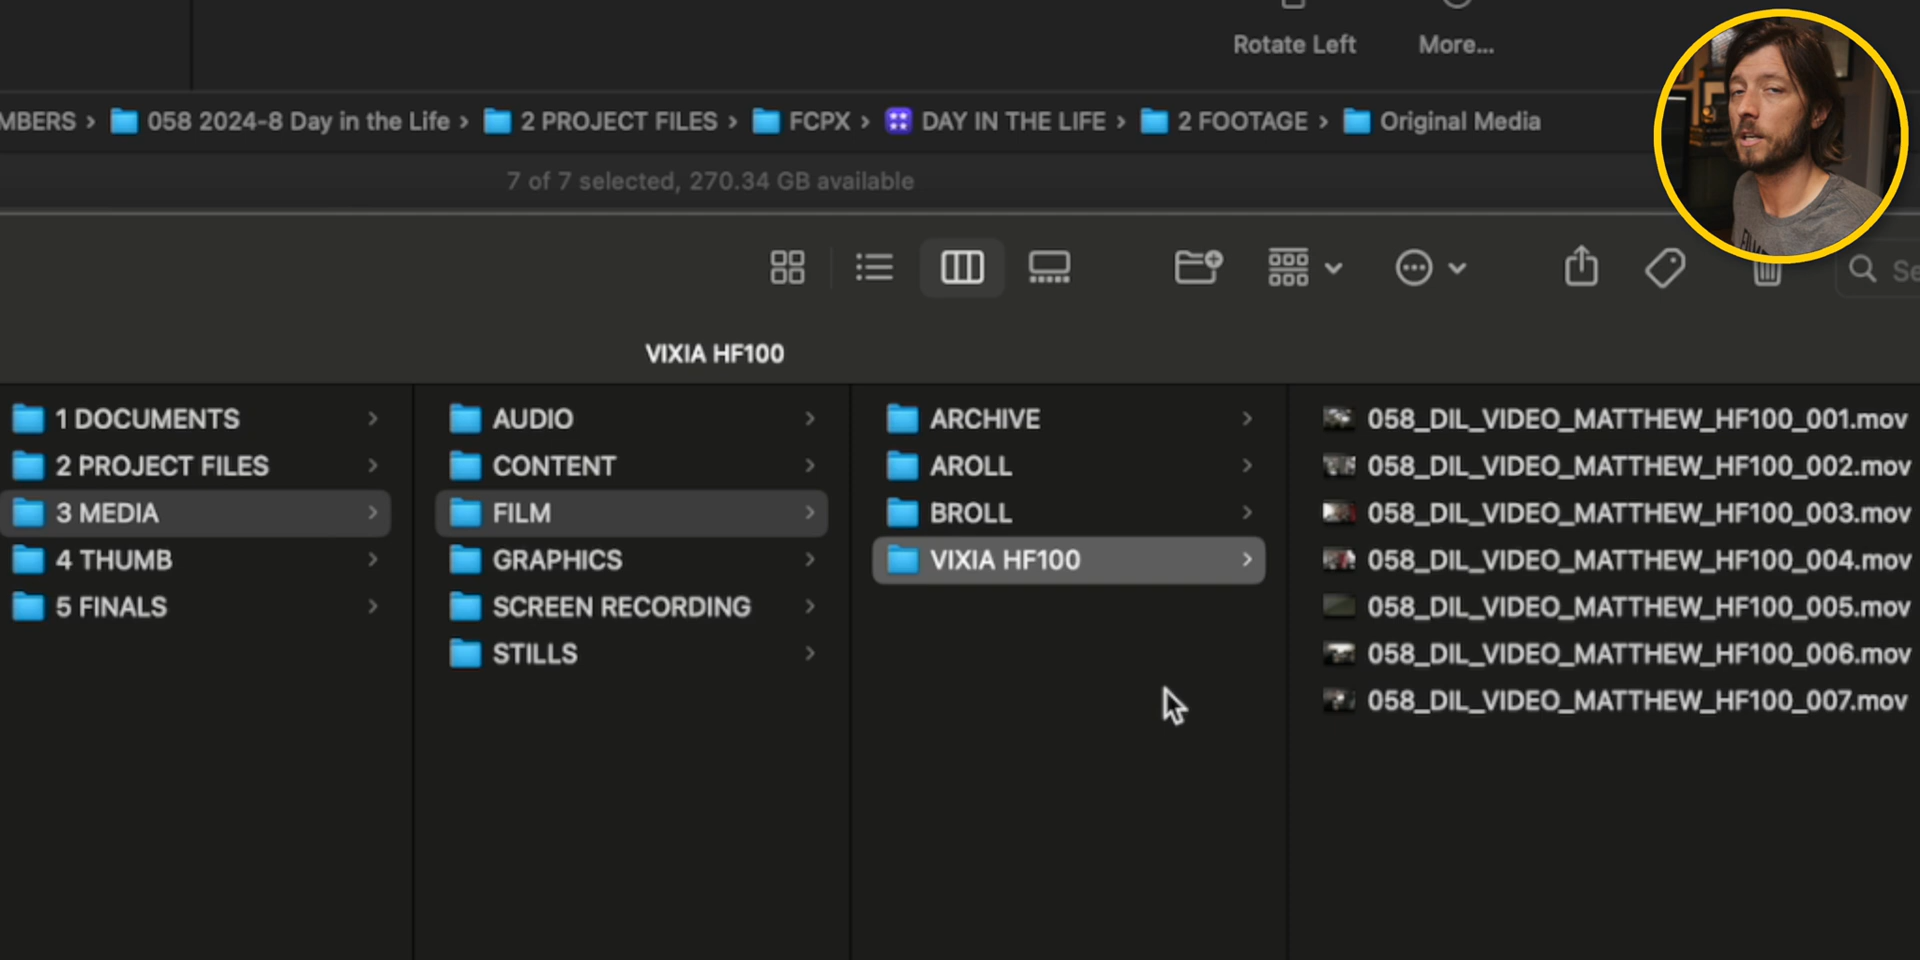 Rotate Left More...
MBERS › 058 2024-8 Day in the Life › 2 PROJECT FILES › FCPX › DAY IN THE LIFE › 2 FOOTAGE › Original Media
7 of 7 selected, 270.34 GB available
Se
VIXIA HF100
1 DOCUMENTS
2 PROJECT FILES
3 MEDIA
4 THUMB
5 FINALS
AUDIO
CONTENT
FILM
GRAPHICS
SCREEN RECORDING
STILLS
ARCHIVE
AROLL
BROLL
VIXIA HF100
058_DIL_VIDEO_MATTHEW_HF100_001.mov
058_DIL_VIDEO_MATTHEW_HF100_002.mov
058_DIL_VIDEO_MATTHEW_HF100_003.mov
058_DIL_VIDEO_MATTHEW_HF100_004.mov
058_DIL_VIDEO_MATTHEW_HF100_005.mov
058_DIL_VIDEO_MATTHEW_HF100_006.mov
058_DIL_VIDEO_MATTHEW_HF100_007.mov